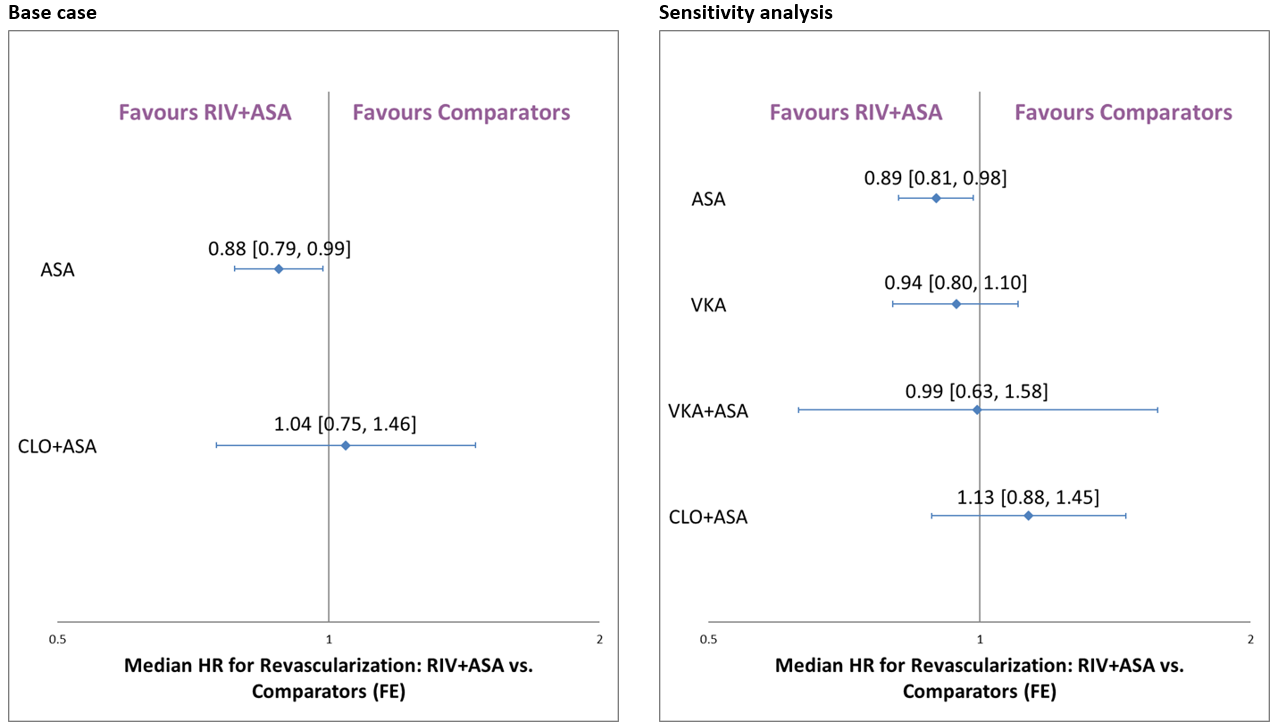 Base case
Favours RIV+ASA
Favours Comparators
0.88 [0.79, 0.99]
ASA
1.04 [0.75, 1.46]
CLO+ASA
0.5
1
2
Median HR for Revascularization: RIV+ASA vs.
Comparators (FE)
Sensitivity analysis
Favours RIV+ASA
Favours Comparators
0.89 [0.81, 0.98]
ASA
0.94 [0.80, 1.10]
VKA
0.99 [0.63, 1.58]
VKA+ASA
1.13 [0.88, 1.45]
CLO+ASA
0.5
1
2
Median HR for Revascularization: RIV+ASA vs.
Comparators (FE)